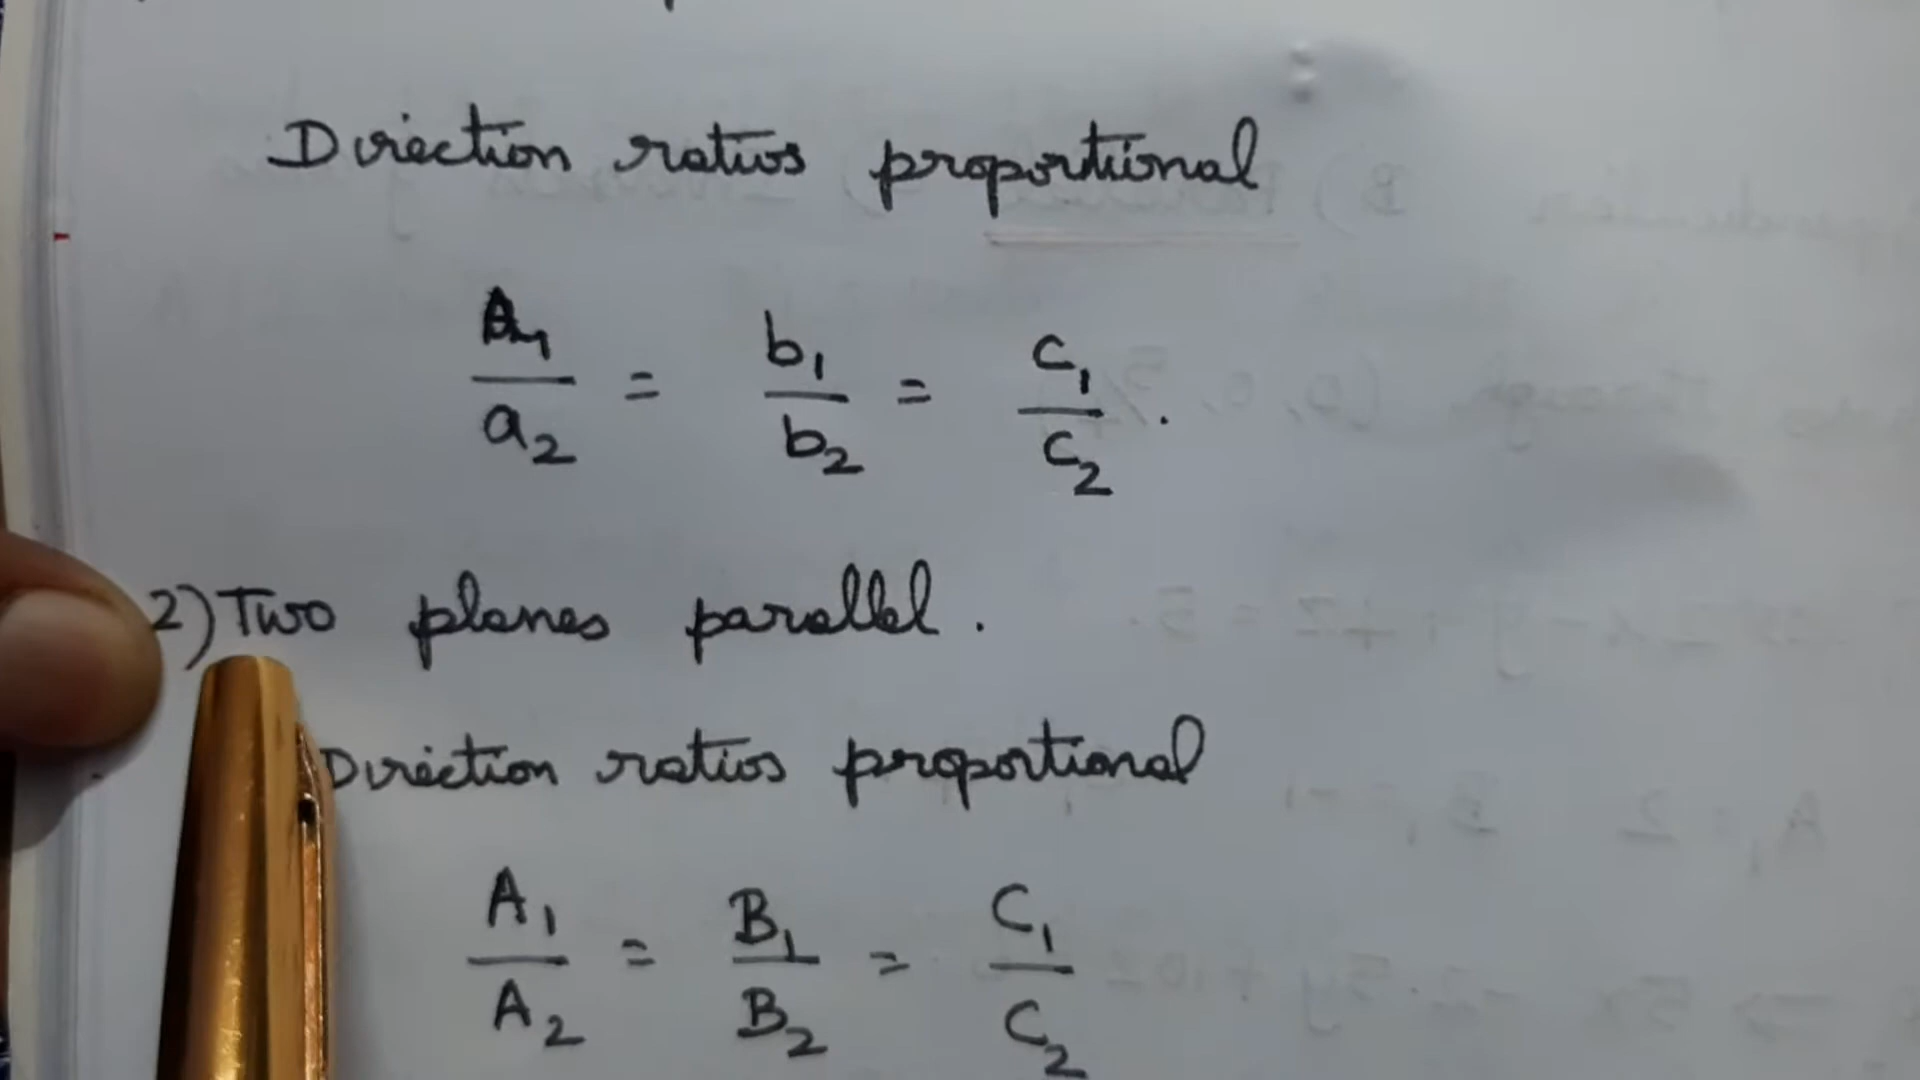 Direction ratios proportional
a₁/a₂ = b₁/b₂ = c₁/c₂.
2) Two planes parallel.
Direction ratios proportional
A₁/A₂ = B₁/B₂ = C₁/C₂